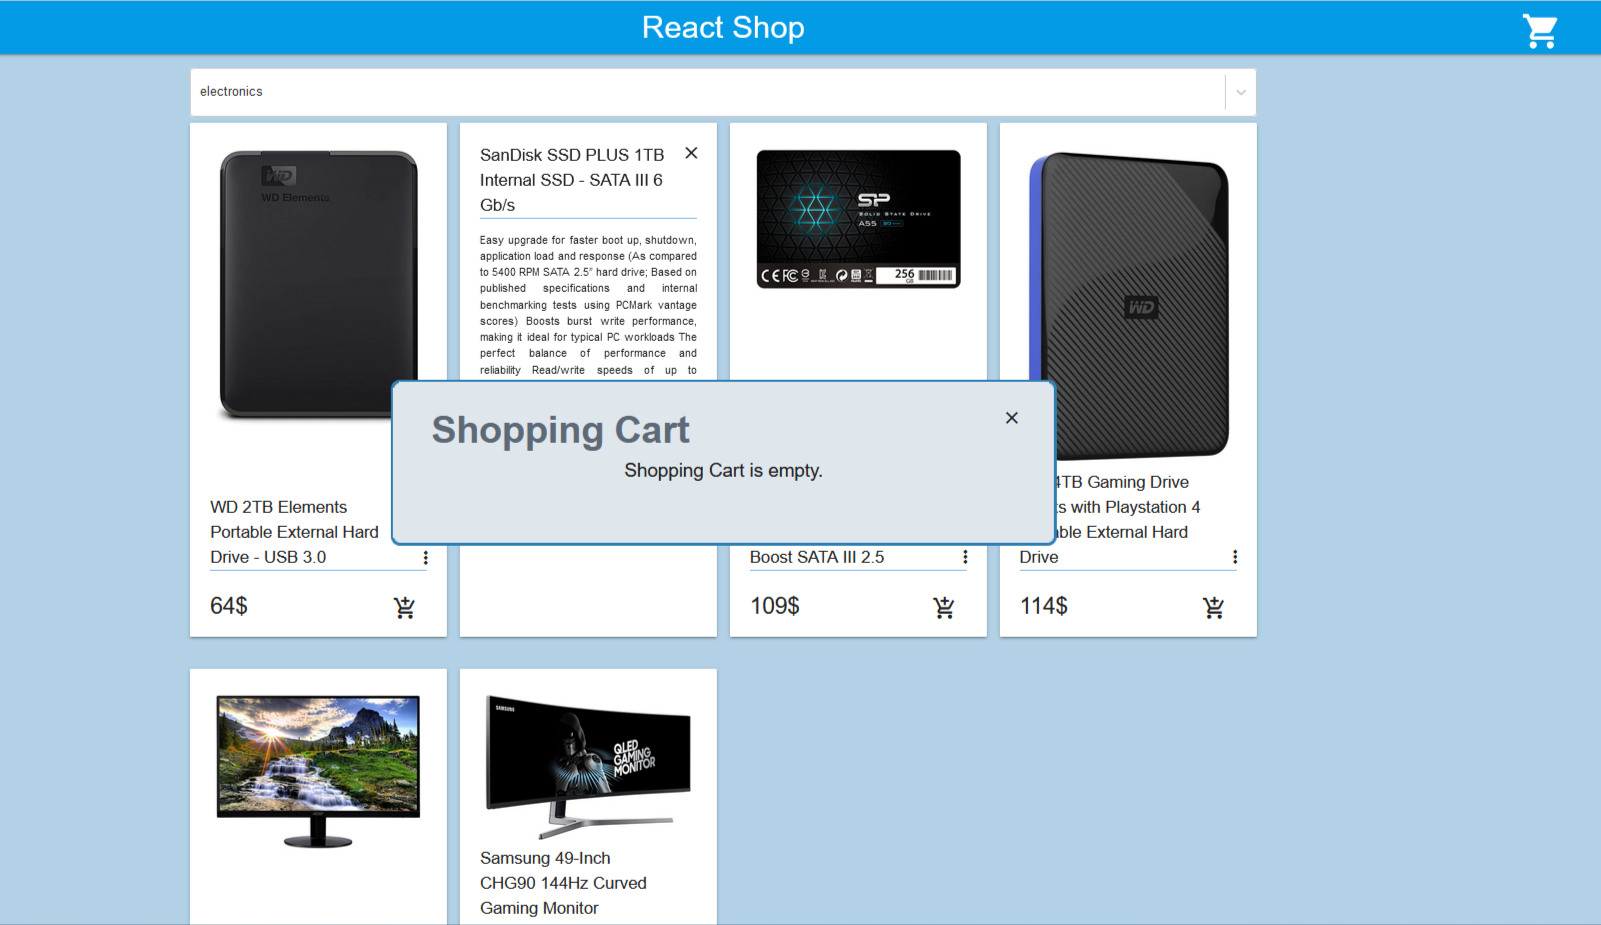 React Shop
electronics
WD
WD Elements
WD 2TB Elements
Portable External Hard
Drive - USB 3.0
64$
SanDisk SSD PLUS 1TB
Internal SSD - SATA III 6
Gb/s
Easy upgrade for faster boot up, shutdown,
application load and response (As compared
to 5400 RPM SATA 2.5” hard drive; Based on
published specifications and internal
benchmarking tests using PCMark vantage
scores) Boosts burst write performance,
making it ideal for typical PC workloads The
perfect balance of performance and
reliability Read/write speeds of up to
SP
SOLID STATE DRIVE
A55
256
GB
Boost SATA III 2.5
109$
WD
4TB Gaming Drive
s with Playstation 4
ble External Hard
Drive
114$
Shopping Cart
Shopping Cart is empty.
SAMSUNG
QLED
GAMING
MONITOR
Samsung 49-Inch
CHG90 144Hz Curved
Gaming Monitor